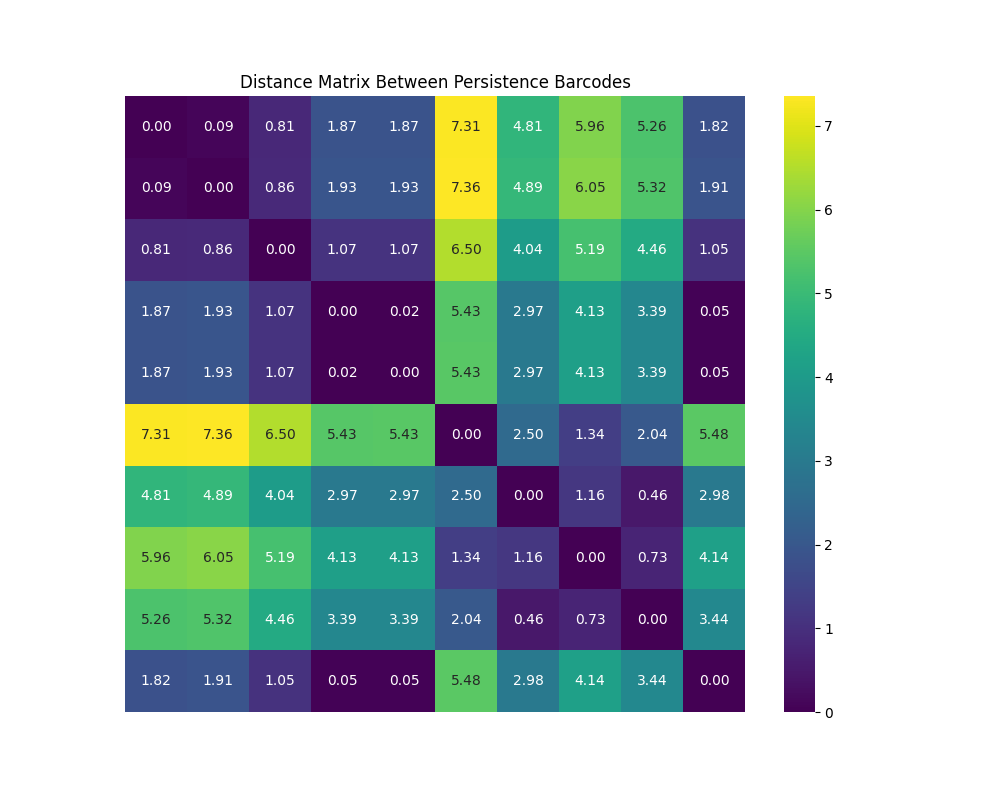 Distance Matrix Between Persistence Barcodes
0.00 0.09 0.81 1.87 1.87 7.31 4.81 5.96 5.26 1.82
0.09 0.00 0.86 1.93 1.93 7.36 4.89 6.05 5.32 1.91
0.81 0.86 0.00 1.07 1.07 6.50 4.04 5.19 4.46 1.05
1.87 1.93 1.07 0.00 0.02 5.43 2.97 4.13 3.39 0.05
1.87 1.93 1.07 0.02 0.00 5.43 2.97 4.13 3.39 0.05
7.31 7.36 6.50 5.43 5.43 0.00 2.50 1.34 2.04 5.48
4.81 4.89 4.04 2.97 2.97 2.50 0.00 1.16 0.46 2.98
5.96 6.05 5.19 4.13 4.13 1.34 1.16 0.00 0.73 4.14
5.26 5.32 4.46 3.39 3.39 2.04 0.46 0.73 0.00 3.44
1.82 1.91 1.05 0.05 0.05 5.48 2.98 4.14 3.44 0.00
7
6
5
4
3
2
1
0